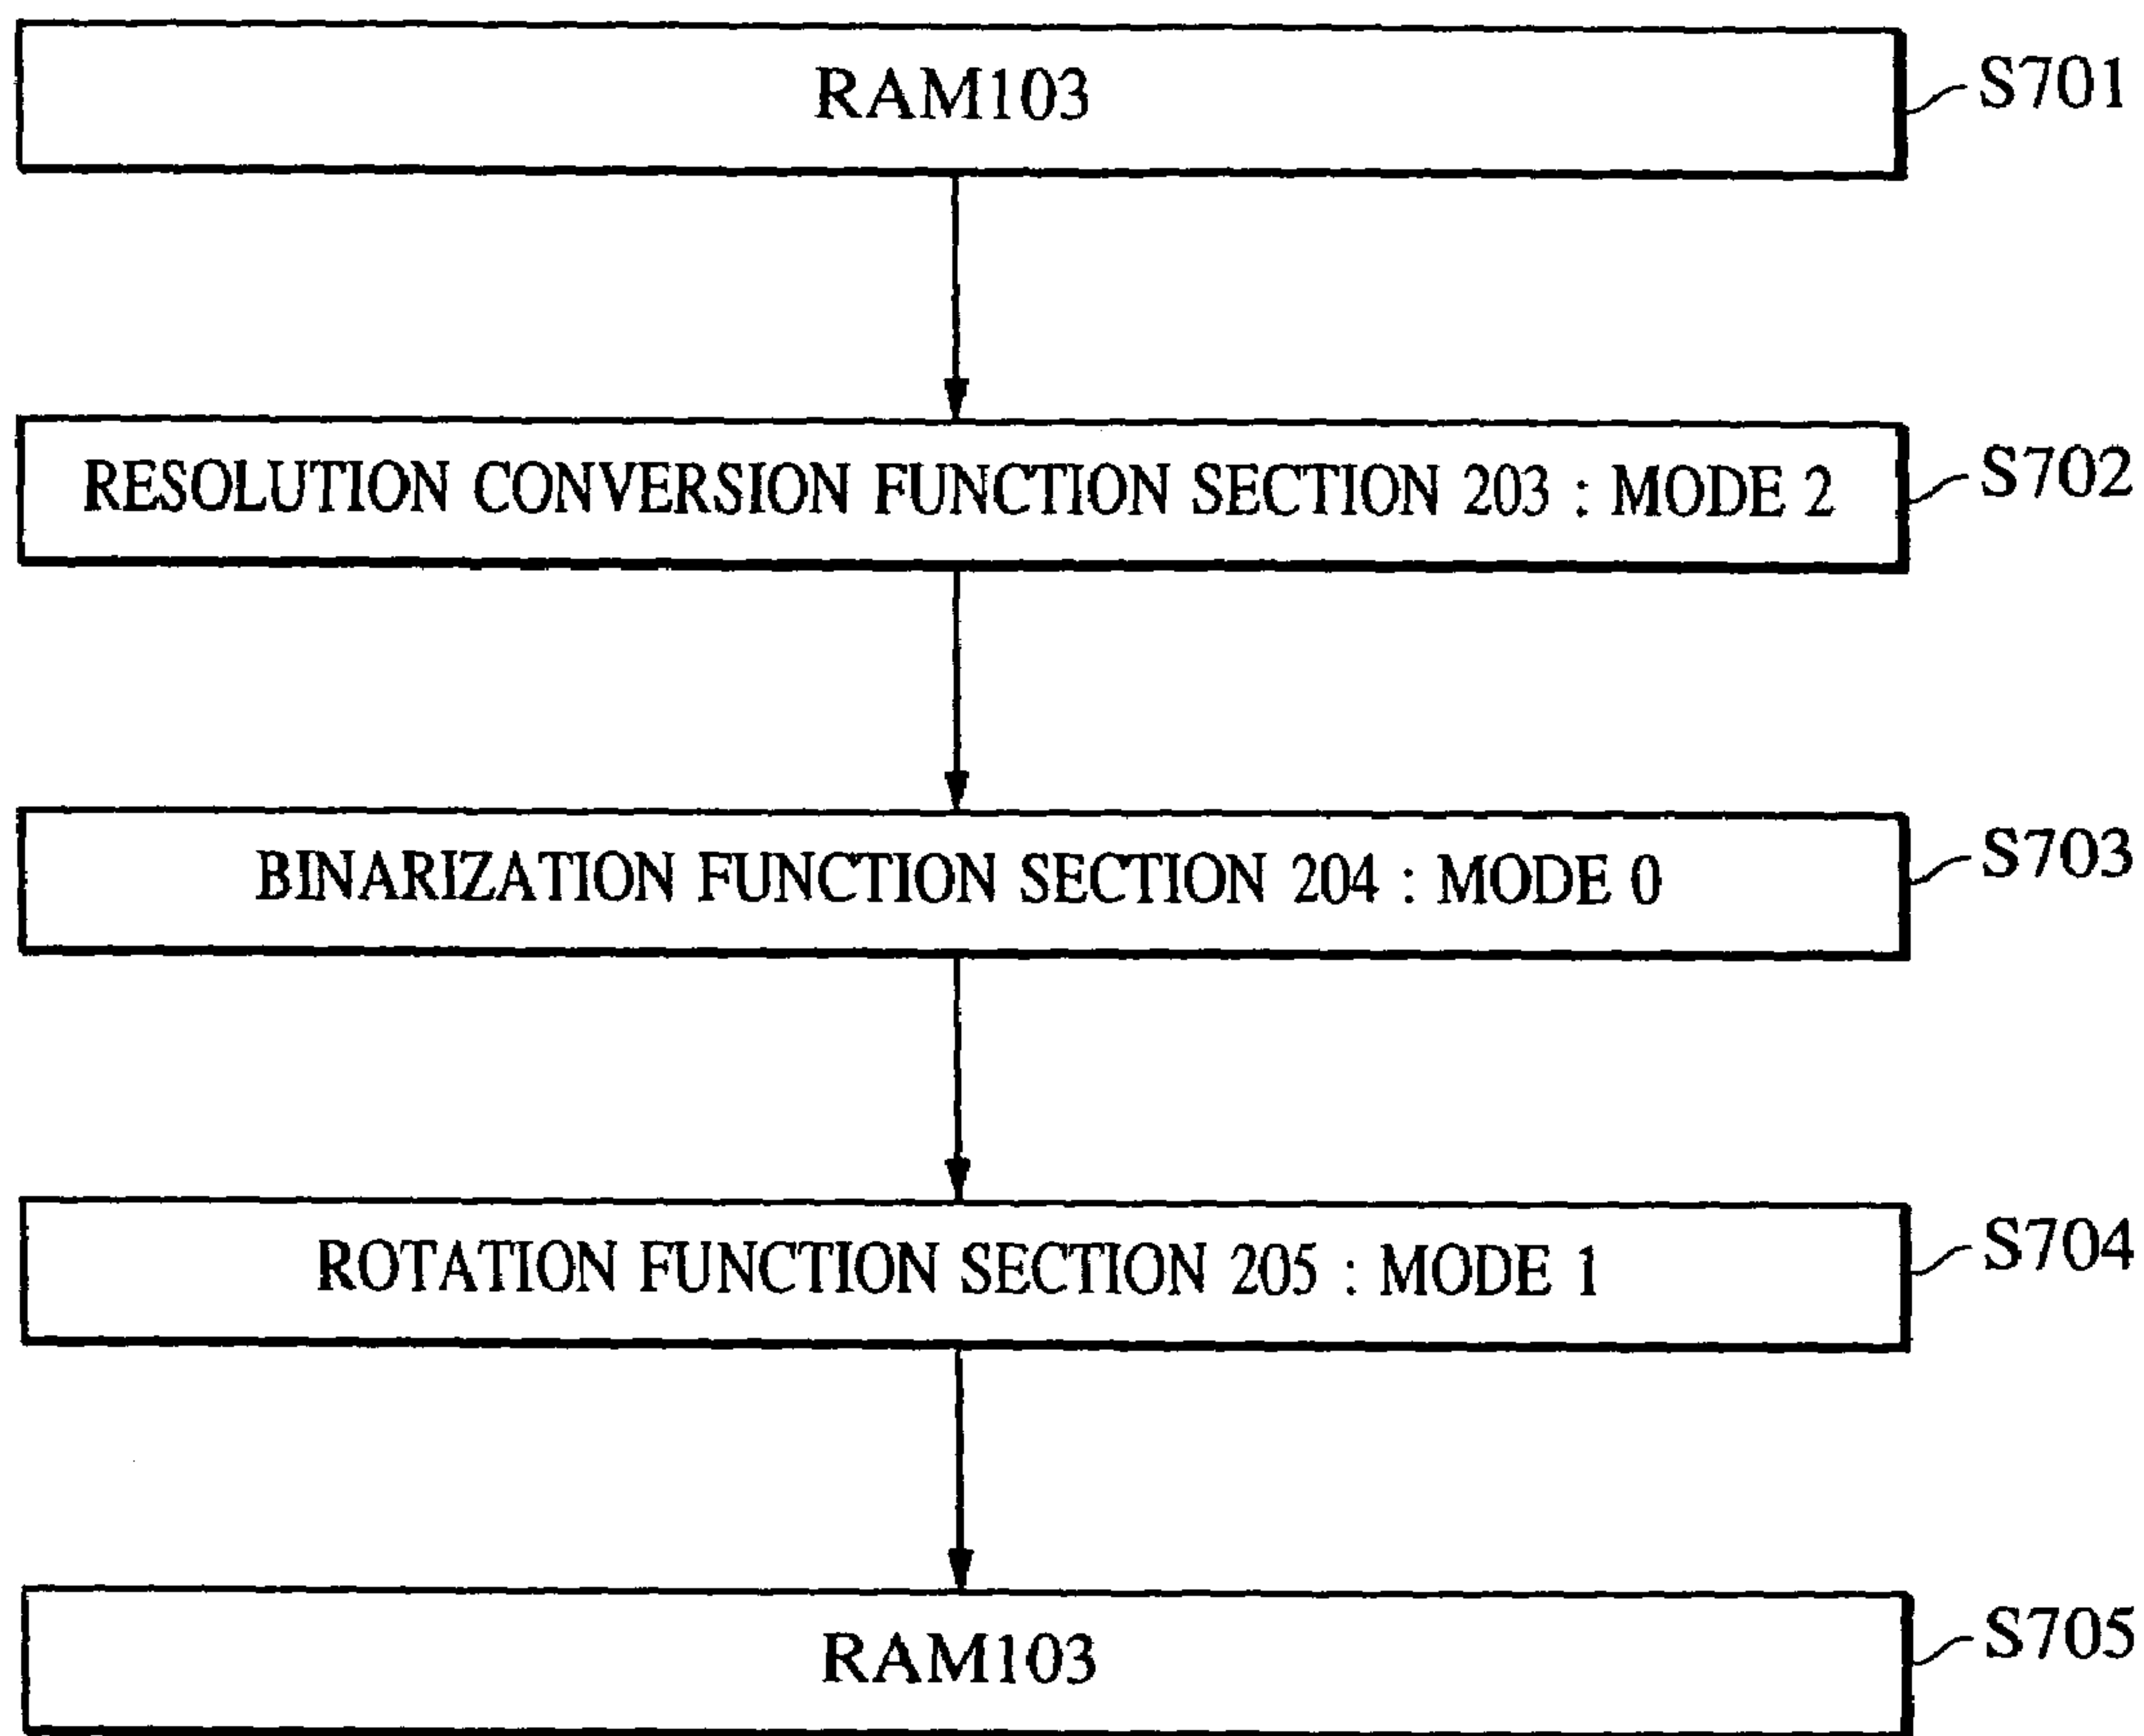 RAM103
S701
RESOLUTION CONVERSION FUNCTION SECTION 203 : MODE 2
S702
BINARIZATION FUNCTION SECTION 204 : MODE 0
S703
ROTATION FUNCTION SECTION 205 : MODE 1
S704
RAM103
S705